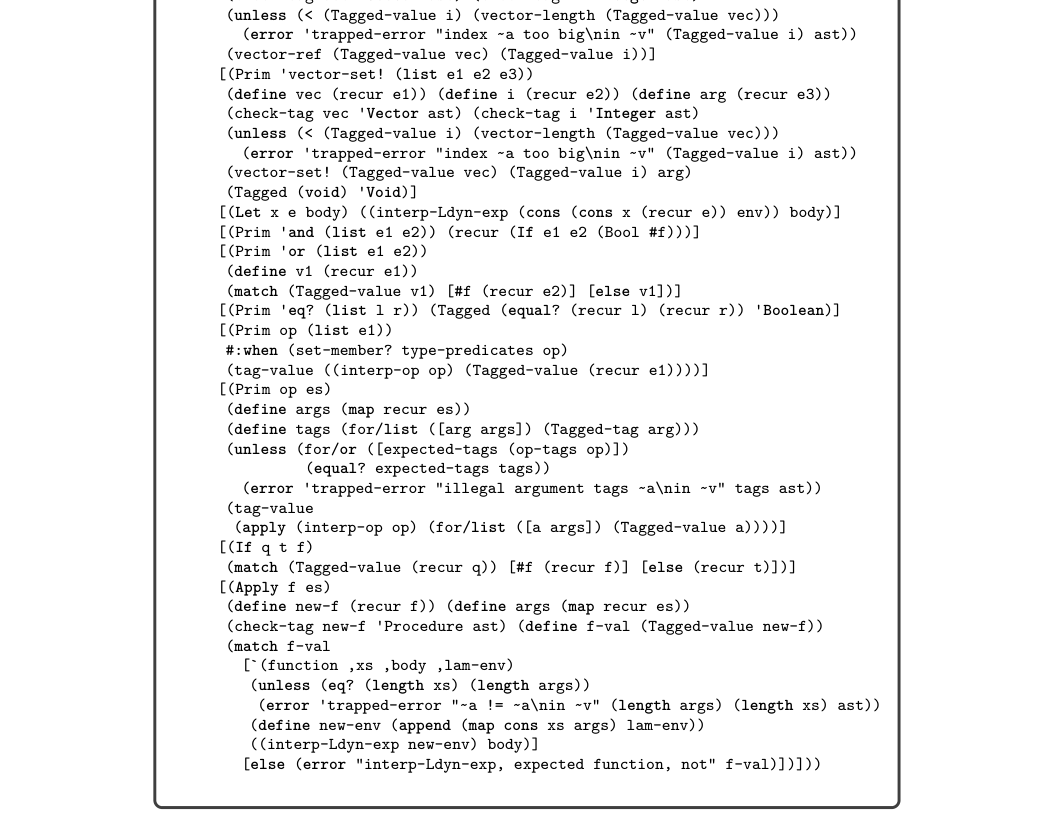 (unless (< (Tagged-value i) (vector-length (Tagged-value vec)))
(error 'trapped-error "index ~a too big\nin ~v" (Tagged-value i) ast))
(vector-ref (Tagged-value vec) (Tagged-value i))]
[(Prim 'vector-set! (list e1 e2 e3))
(define vec (recur e1)) (define i (recur e2)) (define arg (recur e3))
(check-tag vec 'Vector ast) (check-tag i 'Integer ast)
(unless (< (Tagged-value i) (vector-length (Tagged-value vec)))
(error 'trapped-error "index ~a too big\nin ~v" (Tagged-value i) ast))
(vector-set! (Tagged-value vec) (Tagged-value i) arg)
(Tagged (void) 'Void)]
[(Let x e body) ((interp-Ldyn-exp (cons (cons x (recur e)) env)) body)]
[(Prim 'and (list e1 e2)) (recur (If e1 e2 (Bool #f)))]
[(Prim 'or (list e1 e2))
(define v1 (recur e1))
(match (Tagged-value v1) [#f (recur e2)] [else v1])]
[(Prim 'eq? (list l r)) (Tagged (equal? (recur l) (recur r)) 'Boolean)]
[(Prim op (list e1))
#:when (set-member? type-predicates op)
(tag-value ((interp-op op) (Tagged-value (recur e1))))]
[(Prim op es)
(define args (map recur es))
(define tags (for/list ([arg args]) (Tagged-tag arg)))
(unless (for/or ([expected-tags (op-tags op)])
(equal? expected-tags tags))
(error 'trapped-error "illegal argument tags ~a\nin ~v" tags ast))
(tag-value
(apply (interp-op op) (for/list ([a args]) (Tagged-value a))))]
[(If q t f)
(match (Tagged-value (recur q)) [#f (recur f)] [else (recur t)])]
[(Apply f es)
(define new-f (recur f)) (define args (map recur es))
(check-tag new-f 'Procedure ast) (define f-val (Tagged-value new-f))
(match f-val
[`(function ,xs ,body ,lam-env)
(unless (eq? (length xs) (length args))
(error 'trapped-error "~a != ~a\nin ~v" (length args) (length xs) ast))
(define new-env (append (map cons xs args) lam-env))
((interp-Ldyn-exp new-env) body)]
[else (error "interp-Ldyn-exp, expected function, not" f-val)])]))